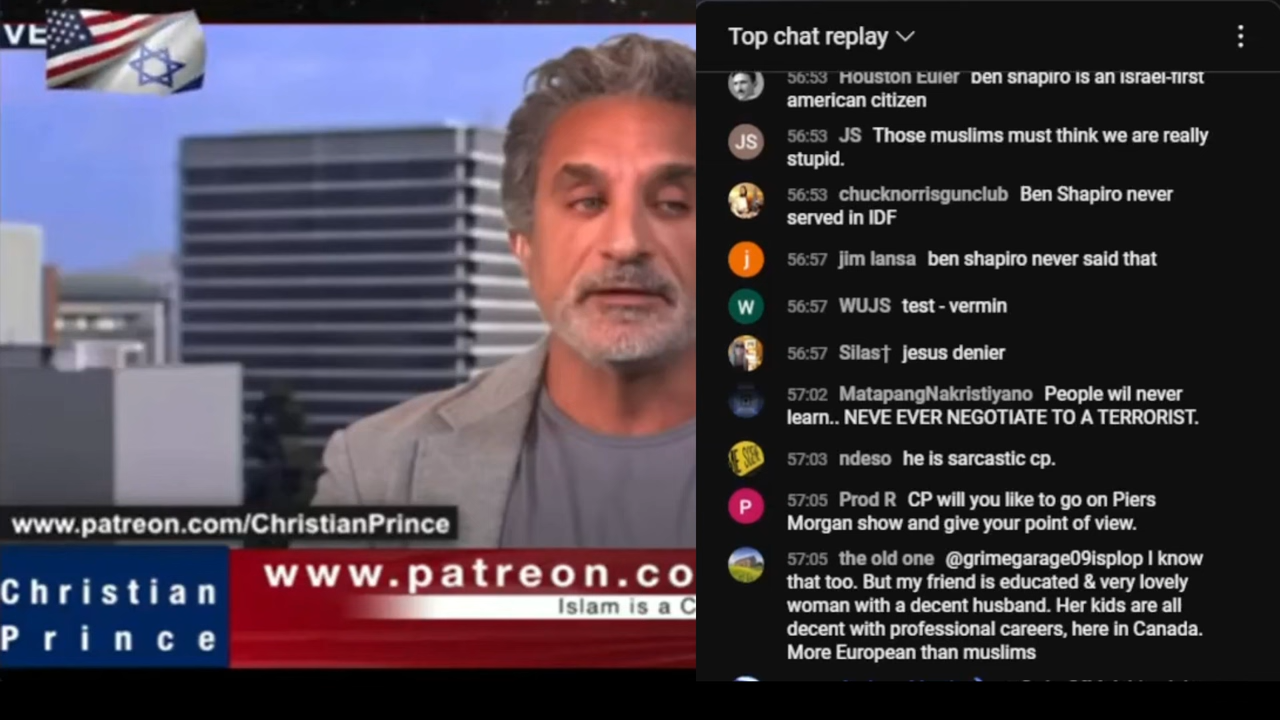 VE
www.patreon.com/ChristianPrince
Christian
Prince
www.patreon.co
Islam is a C
Top chat replay
56:53 Houston Euler ben shapiro is an israel-first
american citizen
JS
56:53 JS Those muslims must think we are really
stupid.
56:53 chucknorrisgunclub Ben Shapiro never
served in IDF
j
56:57 jim lansa ben shapiro never said that
W
56:57 WUJS test - vermin
56:57 Silas† jesus denier
57:02 MatapangNakristiyano People wil never
learn.. NEVE EVER NEGOTIATE TO A TERRORIST.
57:03 ndeso he is sarcastic cp.
P
57:05 Prod R CP will you like to go on Piers
Morgan show and give your point of view.
57:05 the old one @grimegarage09isplop I know
that too. But my friend is educated & very lovely
woman with a decent husband. Her kids are all
decent with professional careers, here in Canada.
More European than muslims